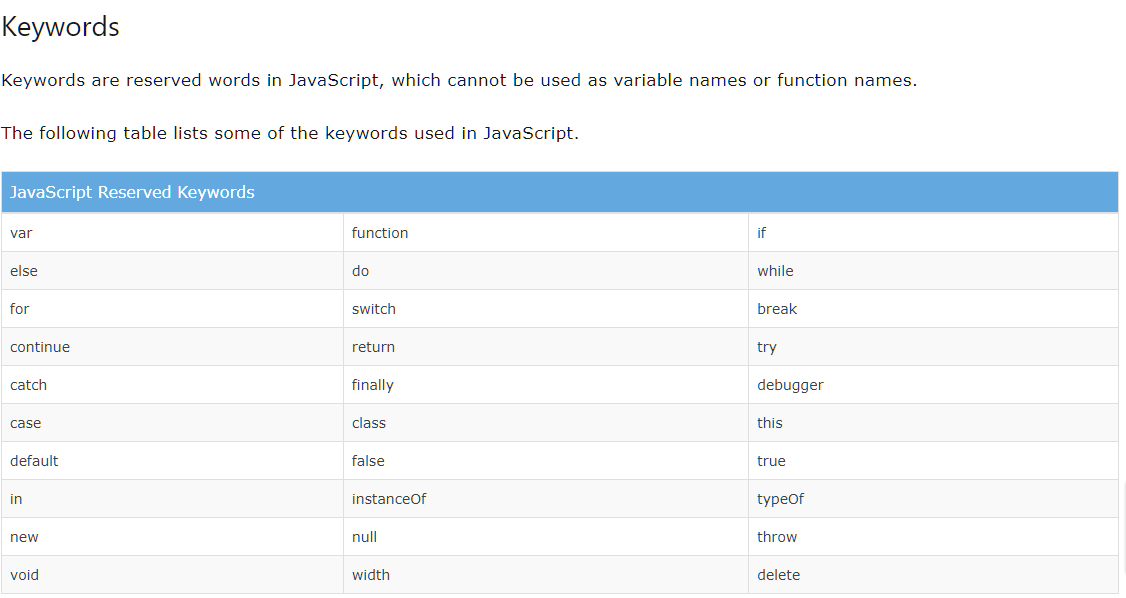 Keywords
Keywords are reserved words in JavaScript, which cannot be used as variable names or function names.
The following table lists some of the keywords used in JavaScript.
JavaScript Reserved Keywords
var function if
else do while
for switch break
continue return try
catch finally debugger
case class this
default false true
in instanceOf typeOf
new null throw
void width delete